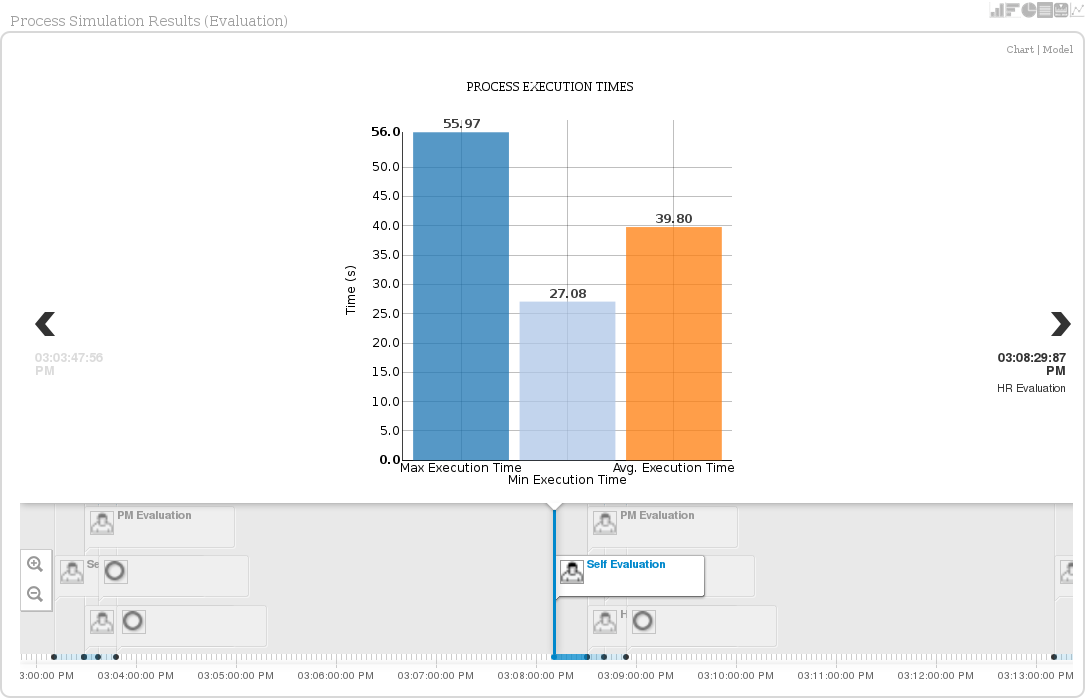 Process Simulation Results (Evaluation)
Chart | Model
PROCESS EXECUTION TIMES
55.97
56.0
50.0
45.0
39.80
40.0
35.0
30.0
27.08
25.0
20.0
15.0
10.0
5.0
0.0
Time (s)
Max Execution Time
Min Execution Time
Avg. Execution Time
03:03:47:56
PM
03:08:29:87
PM
HR Evaluation
PM Evaluation
PM Evaluation
Se
Self Evaluation
H
3:00:00 PM
03:04:00:00 PM
03:05:00:00 PM
03:06:00:00 PM
03:07:00:00 PM
03:08:00:00 PM
03:09:00:00 PM
03:10:00:00 PM
03:11:00:00 PM
03:12:00:00 PM
03:13:00:00 PM